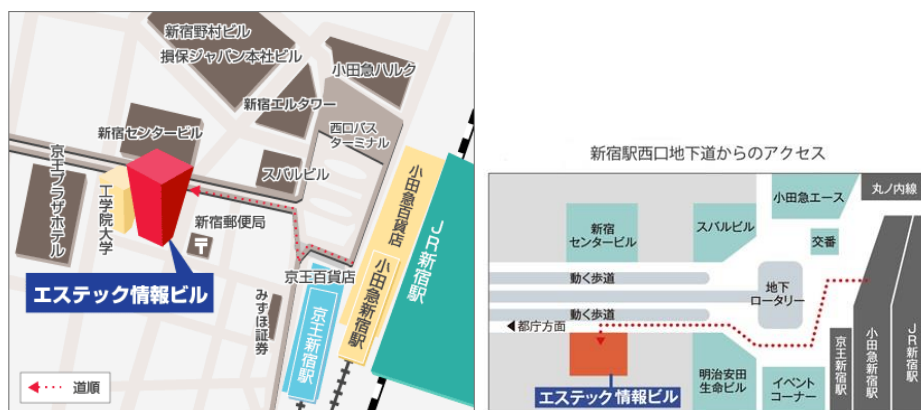 新宿野村ビル
損保ジャパン本社ビル
小田急ハルク
新宿エルタワー
西口バス
ターミナル
新宿センタービル
スバルビル
京王プラザホテル
工学院大学
新宿郵便局
小田急百貨店
JR新宿駅
京王百貨店
小田急新宿駅
エステック情報ビル
みずほ証券
京王新宿駅
道順
新宿駅西口地下道からのアクセス
丸ノ内線
小田急エース
新宿
センタービル
スバルビル
交番
動く歩道
地下
ロータリー
動く歩道
都庁方面
京王新宿駅
小田急新宿駅
JR新宿駅
明治安田
生命ビル
イベント
コーナー
エステック情報ビル